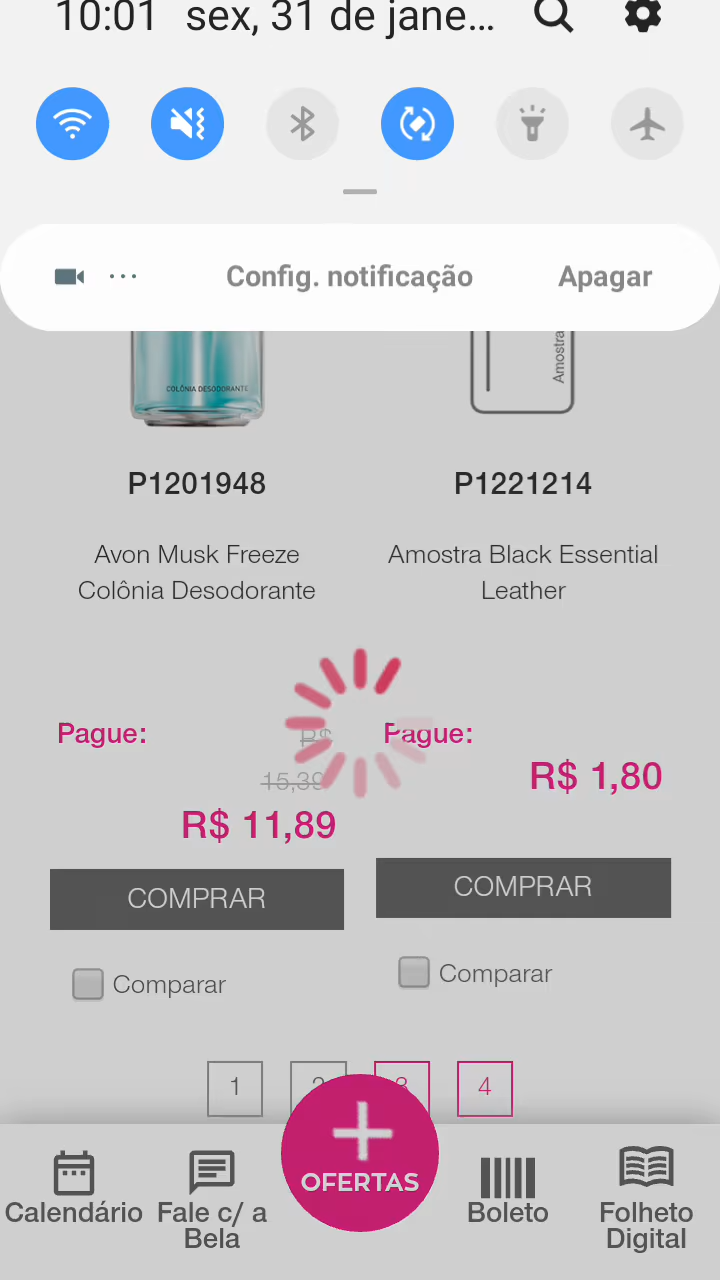 10:01 sex, 31 de jane...
... Config. notificação Apagar
COLÔNIA DESODORANTE
Amostra
P1201948
P1221214
Avon Musk Freeze
Colônia Desodorante
Amostra Black Essential
Leather
Pague:
R$
15,39
R$ 11,89
Pague:
R$ 1,80
COMPRAR
COMPRAR
Comparar
Comparar
1 2 3 4
OFERTAS
Calendário
Fale c/ a
Bela
Boleto
Folheto
Digital